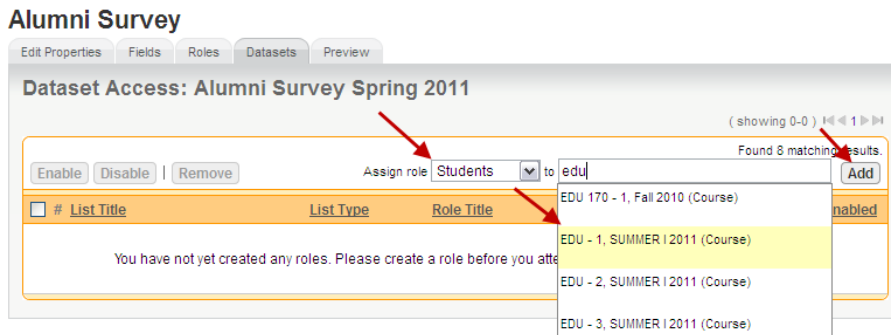 Alumni Survey
Edit Properties Fields Roles Datasets Preview
Dataset Access: Alumni Survey Spring 2011
( showing 0-0 ) 1
Found 8 matching results.
Enable Disable | Remove Assign role Students to edu Add
# List Title List Type Role Title nabled
EDU 170 - 1, Fall 2010 (Course)
EDU - 1, SUMMER I 2011 (Course)
You have not yet created any roles. Please create a role before you atte
EDU - 2, SUMMER I 2011 (Course)
EDU - 3, SUMMER I 2011 (Course)